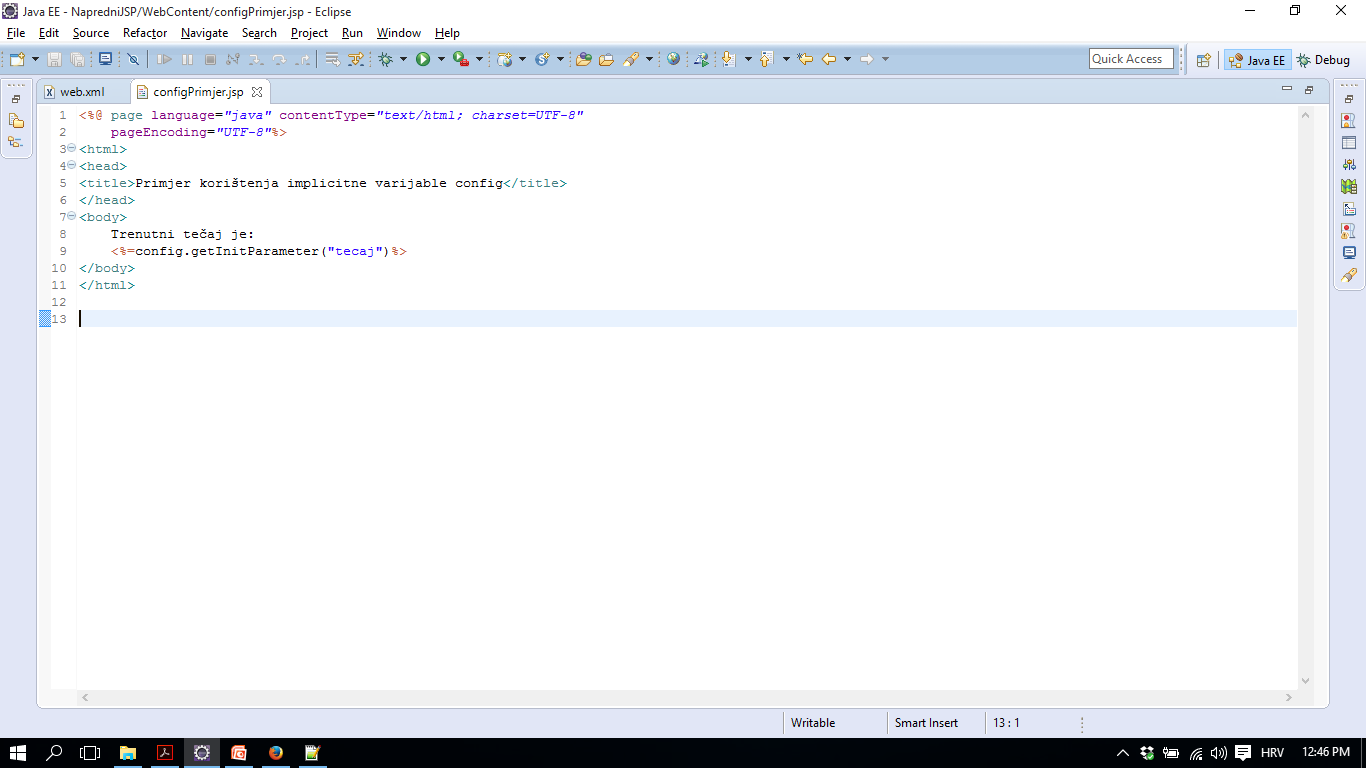 Java EE - NapredniJSP/WebContent/configPrimjer.jsp - Eclipse
File Edit Source Refactor Navigate Search Project Run Window Help
Quick Access Java EE Debug
web.xml configPrimjer.jsp
1 <%@ page language="java" contentType="text/html; charset=UTF-8"
2     pageEncoding="UTF-8"%>
3 <html>
4 <head>
5 <title>Primjer korištenja implicitne varijable config</title>
6 </head>
7 <body>
8     Trenutni tečaj je:
9     <%=config.getInitParameter("tecaj")%>
10 </body>
11 </html>
12
13
Writable Smart Insert 13 : 1
HRV 12:46 PM